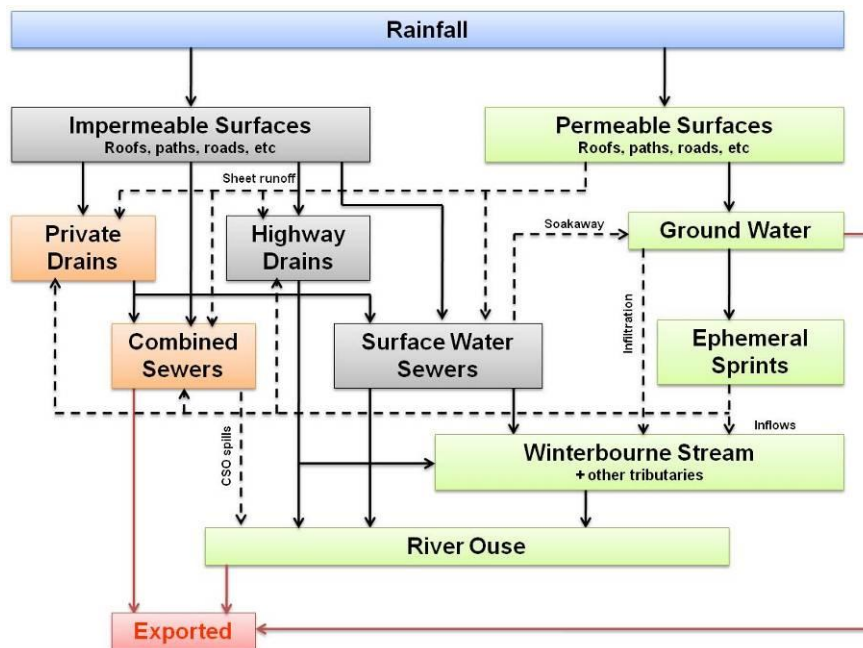 Rainfall
Impermeable Surfaces
Roofs, paths, roads, etc
Permeable Surfaces
Roofs, paths, roads, etc
Sheet runoff
Private
Drains
Highway
Drains
Soakaway
Ground Water
Infiltration
Combined
Sewers
Surface Water
Sewers
Ephemeral
Sprints
CSO spills
Inflows
Winterbourne Stream
+ other tributaries
River Ouse
Exported